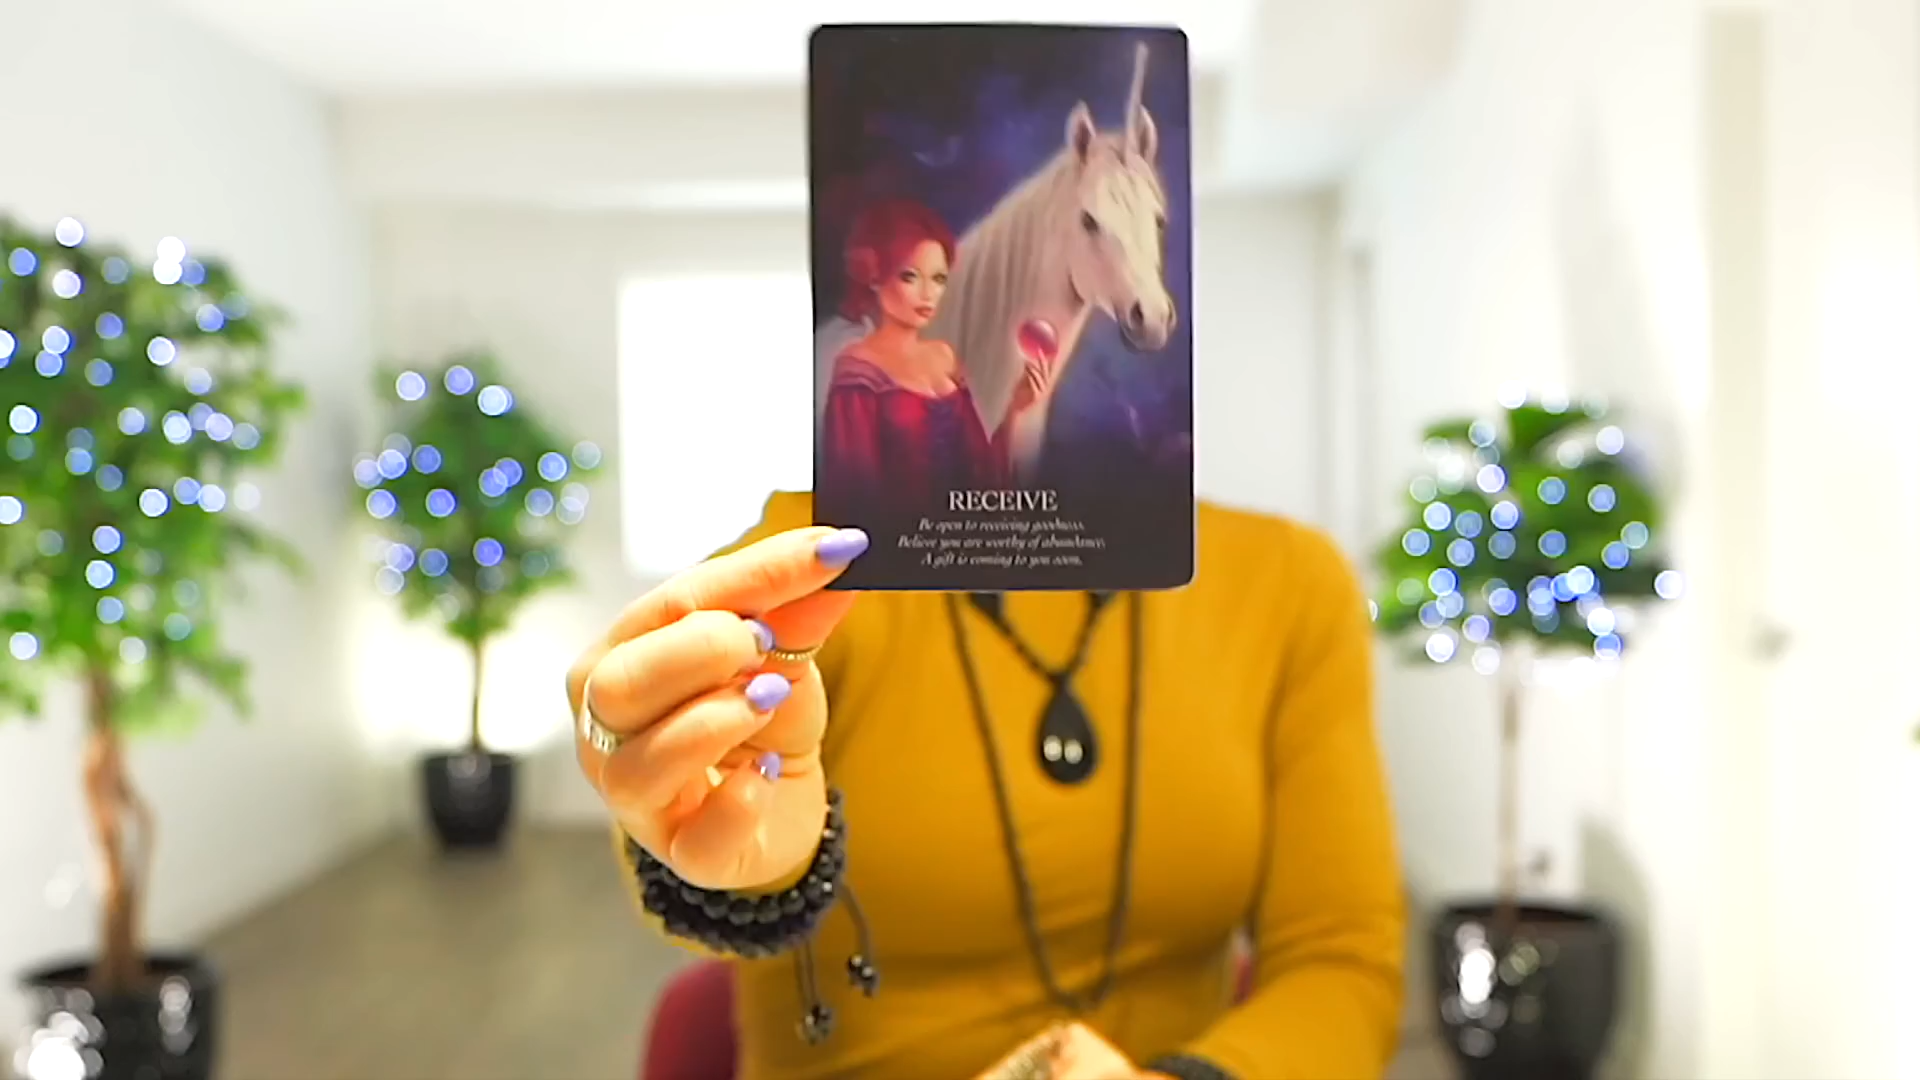 RECEIVE
Be open to receiving goodness.
Believe you are worthy of abundance.
A gift is coming to you soon.